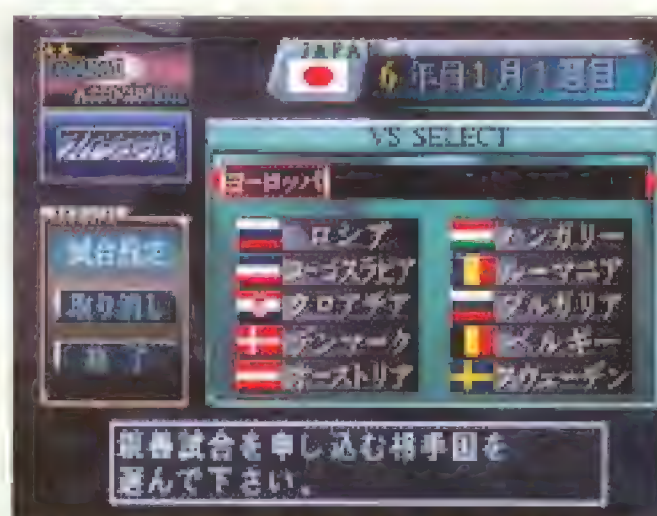 JAPAN
6年目1月1週目
VS SELECT
ヨーロッパ
ロシア
ハンガリー
ユーゴスラビア
ルーマニア
クロアチア
ブルガリア
デンマーク
ベルギー
オーストリア
スウェーデン
試合設定
取り消し
終了
親善試合を申し込む相手国を
選んで下さい。